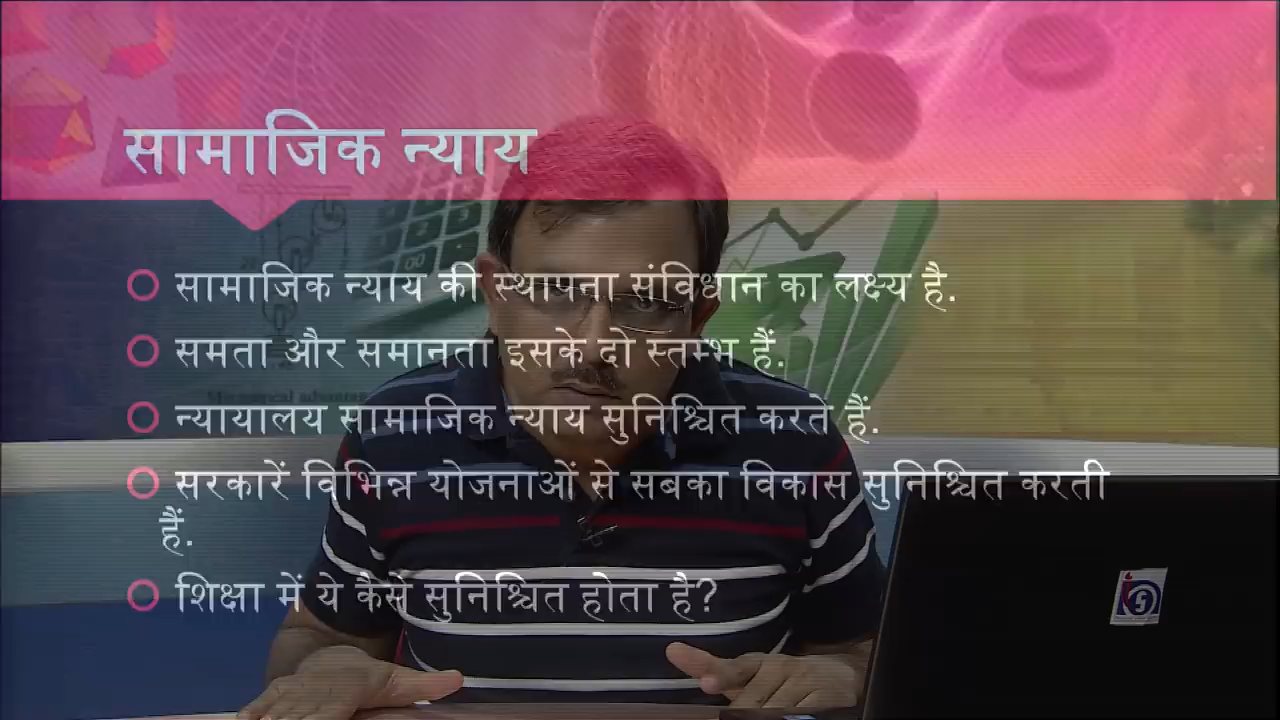 सामाजिक न्याय
सामाजिक न्याय की स्थापना संविधान का लक्ष्य है.
समता और समानता इसके दो स्तम्भ हैं.
न्यायालय सामाजिक न्याय सुनिश्चित करते हैं.
सरकारें विभिन्न योजनाओं से सबका विकास सुनिश्चित करती
हैं.
शिक्षा में ये कैसे सुनिश्चित होता है?